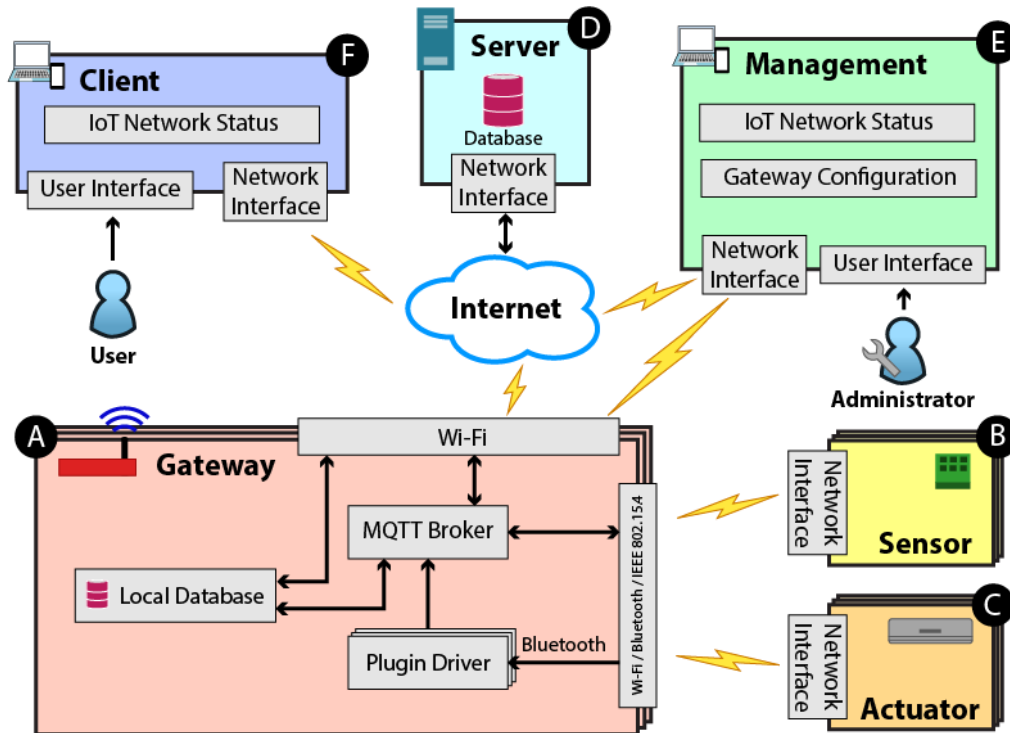 F
Client
IoT Network Status
User Interface
Network
Interface
User
D
Server
Database
Network
Interface
E
Management
IoT Network Status
Gateway Configuration
Network
Interface
User Interface
Administrator
Internet
A
Gateway
Wi-Fi
MQTT Broker
Local Database
Plugin Driver
Bluetooth
Wi-Fi / Bluetooth / IEEE 802.15.4
B
Network
Interface
Sensor
C
Network
Interface
Actuator